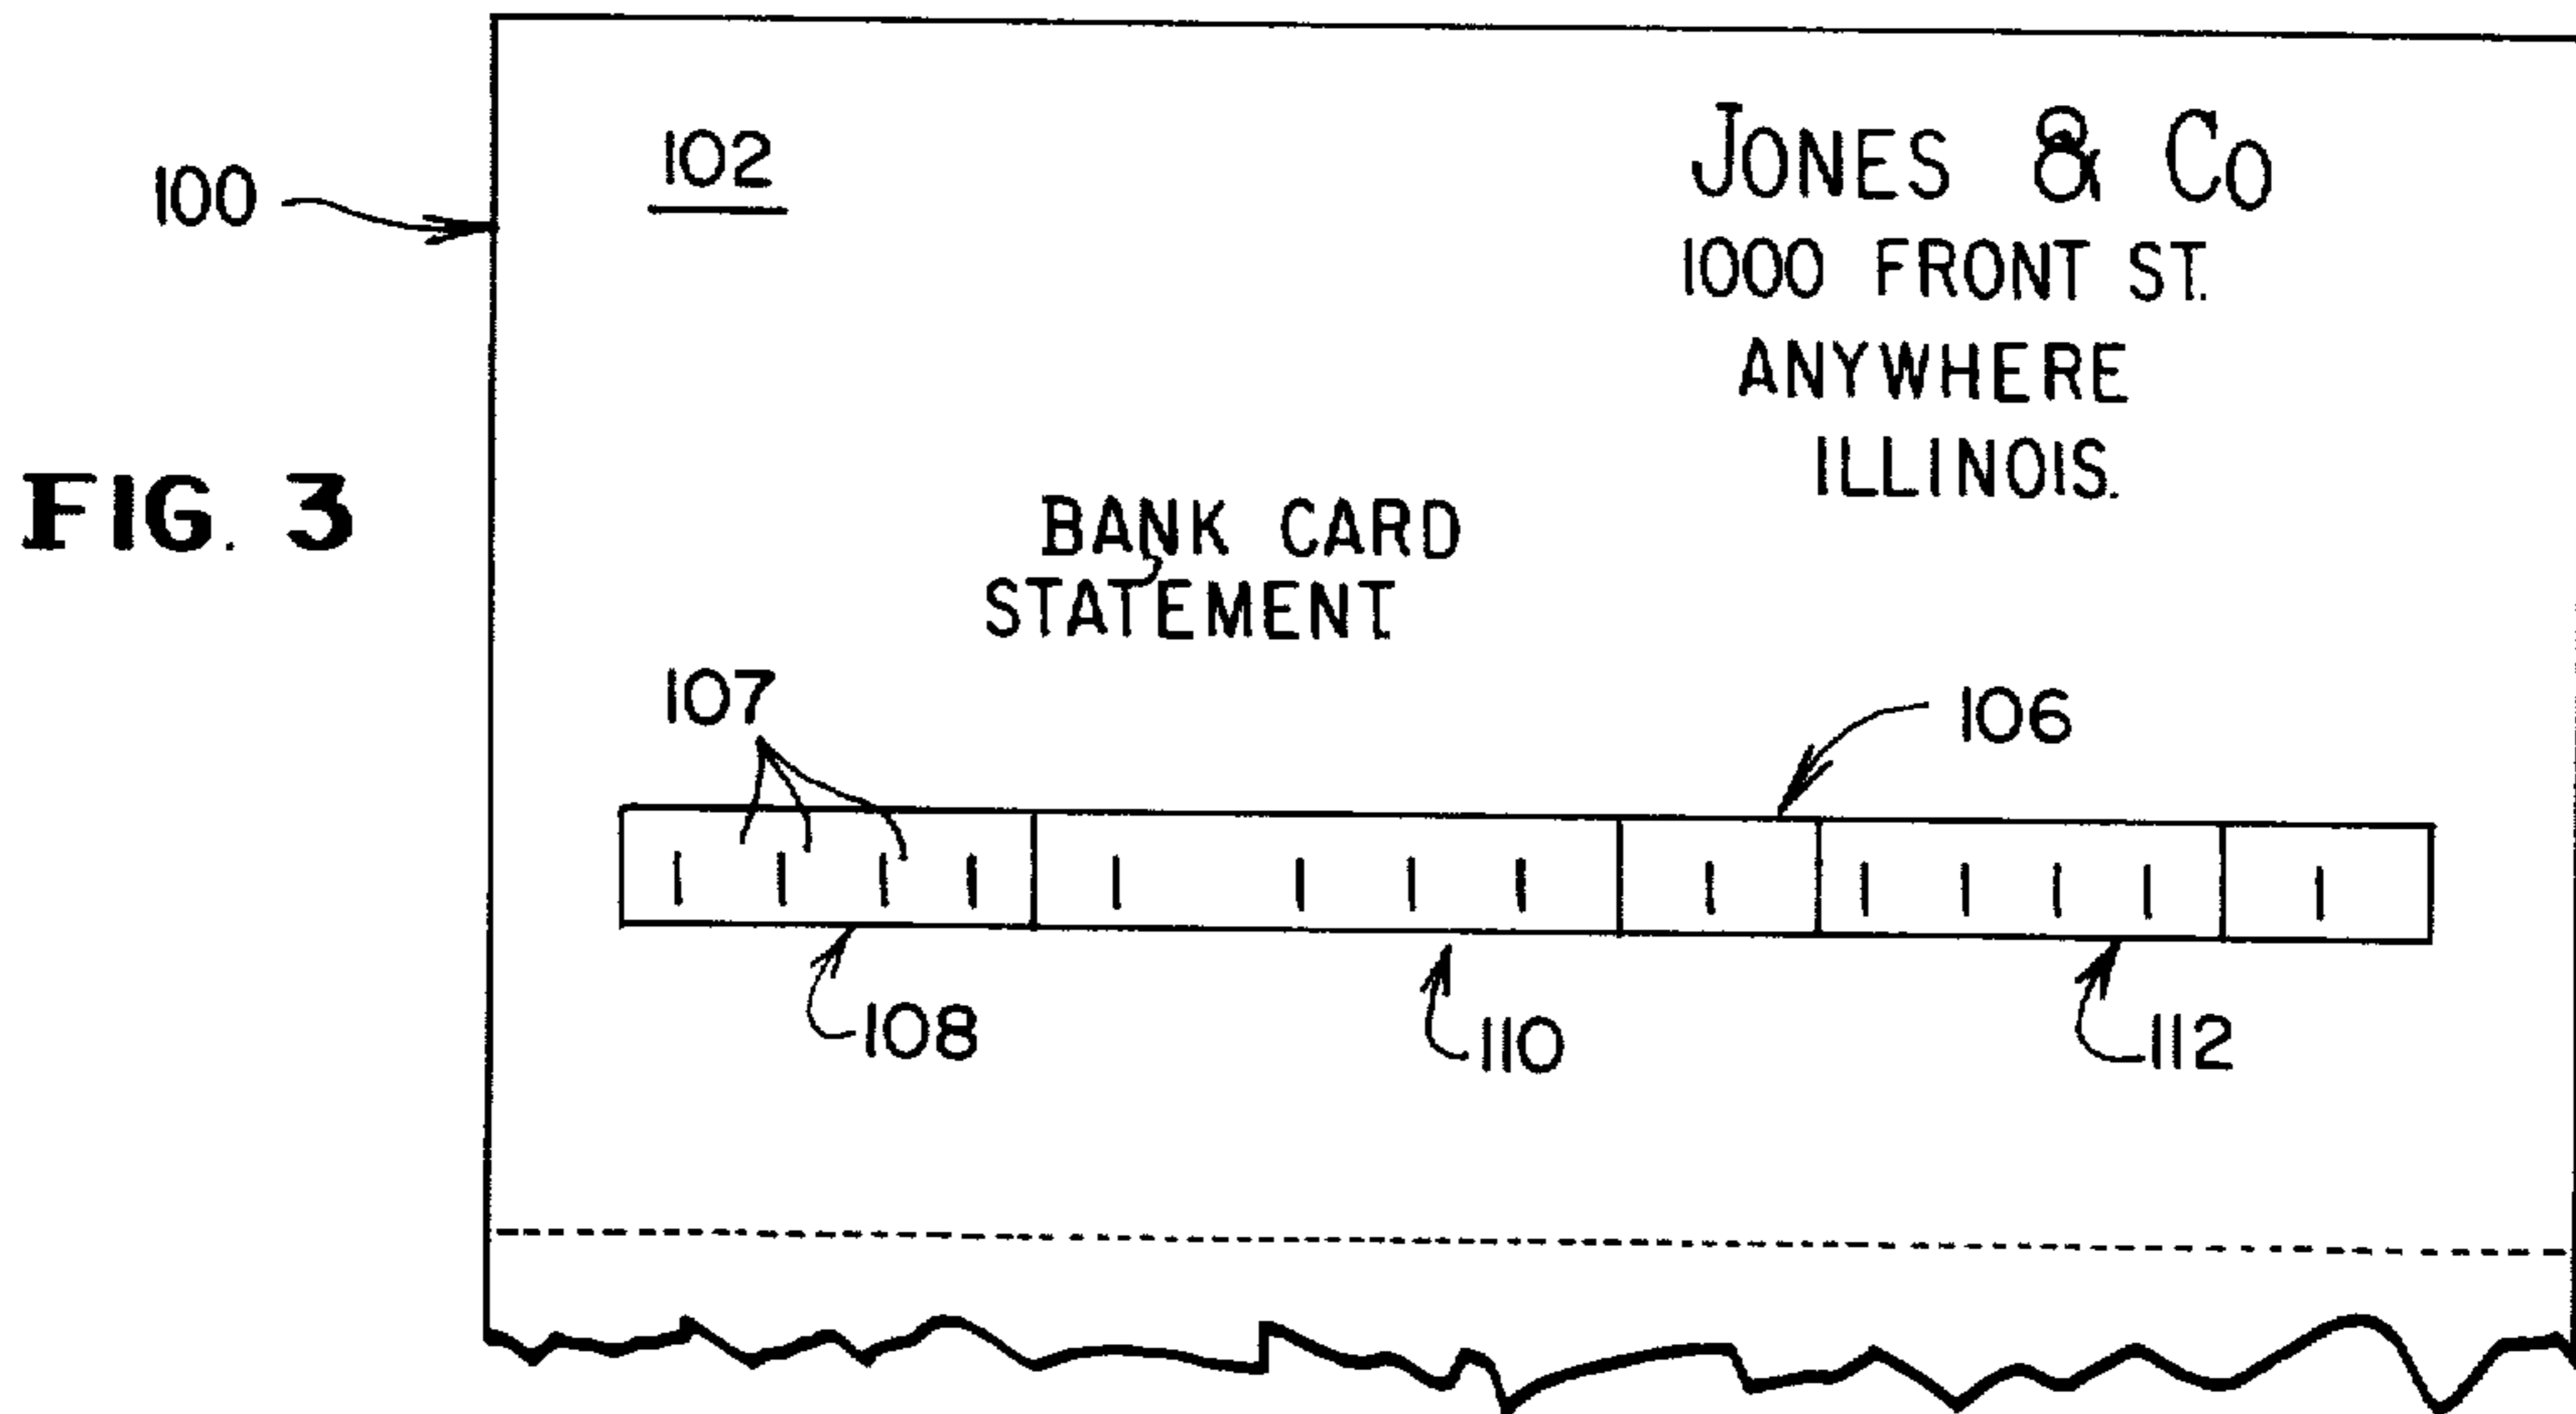 102
JONES & CO
100
1000 FRONT ST.
ANYWHERE
ILLINOIS.
FIG. 3
BANK CARD
STATEMENT
107
106
108
110
112